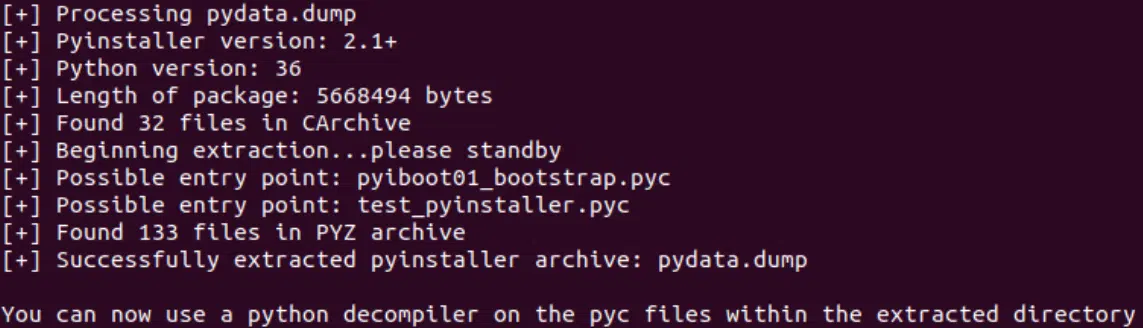 [+] Processing pydata.dump
[+] Pyinstaller version: 2.1+
[+] Python version: 36
[+] Length of package: 5668494 bytes
[+] Found 32 files in CArchive
[+] Beginning extraction...please standby
[+] Possible entry point: pyiboot01_bootstrap.pyc
[+] Possible entry point: test_pyinstaller.pyc
[+] Found 133 files in PYZ archive
[+] Successfully extracted pyinstaller archive: pydata.dump
You can now use a python decompiler on the pyc files within the extracted directory